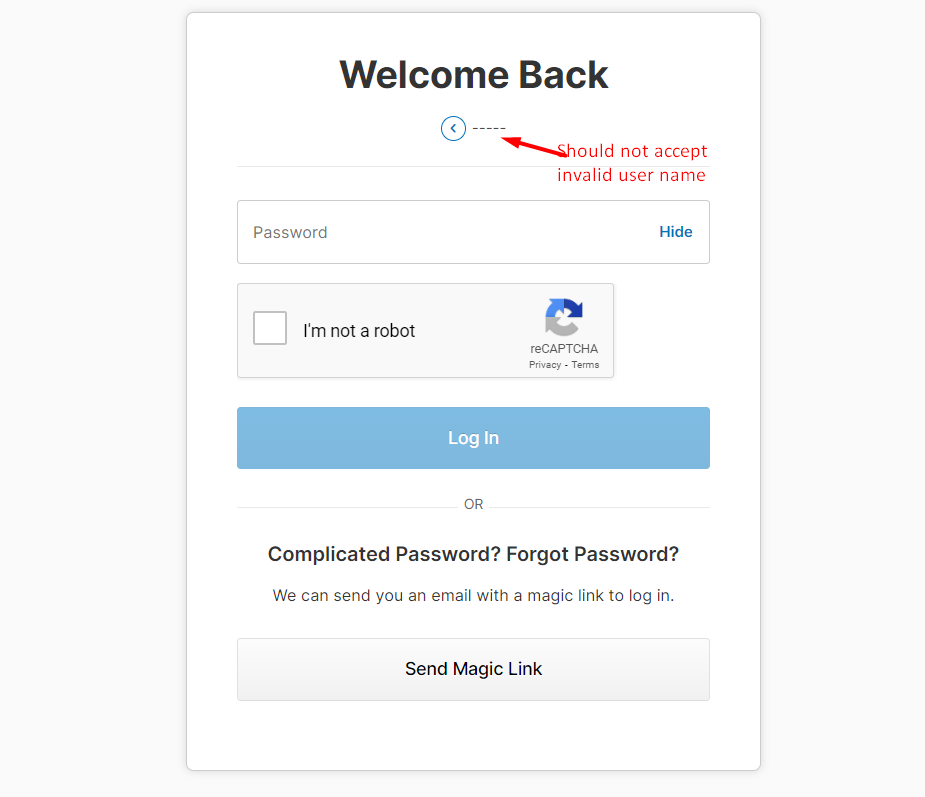 Welcome Back
-----
Should not accept
invalid user name
Password Hide
I'm not a robot
reCAPTCHA
Privacy - Terms
Log In
OR
Complicated Password? Forgot Password?
We can send you an email with a magic link to log in.
Send Magic Link